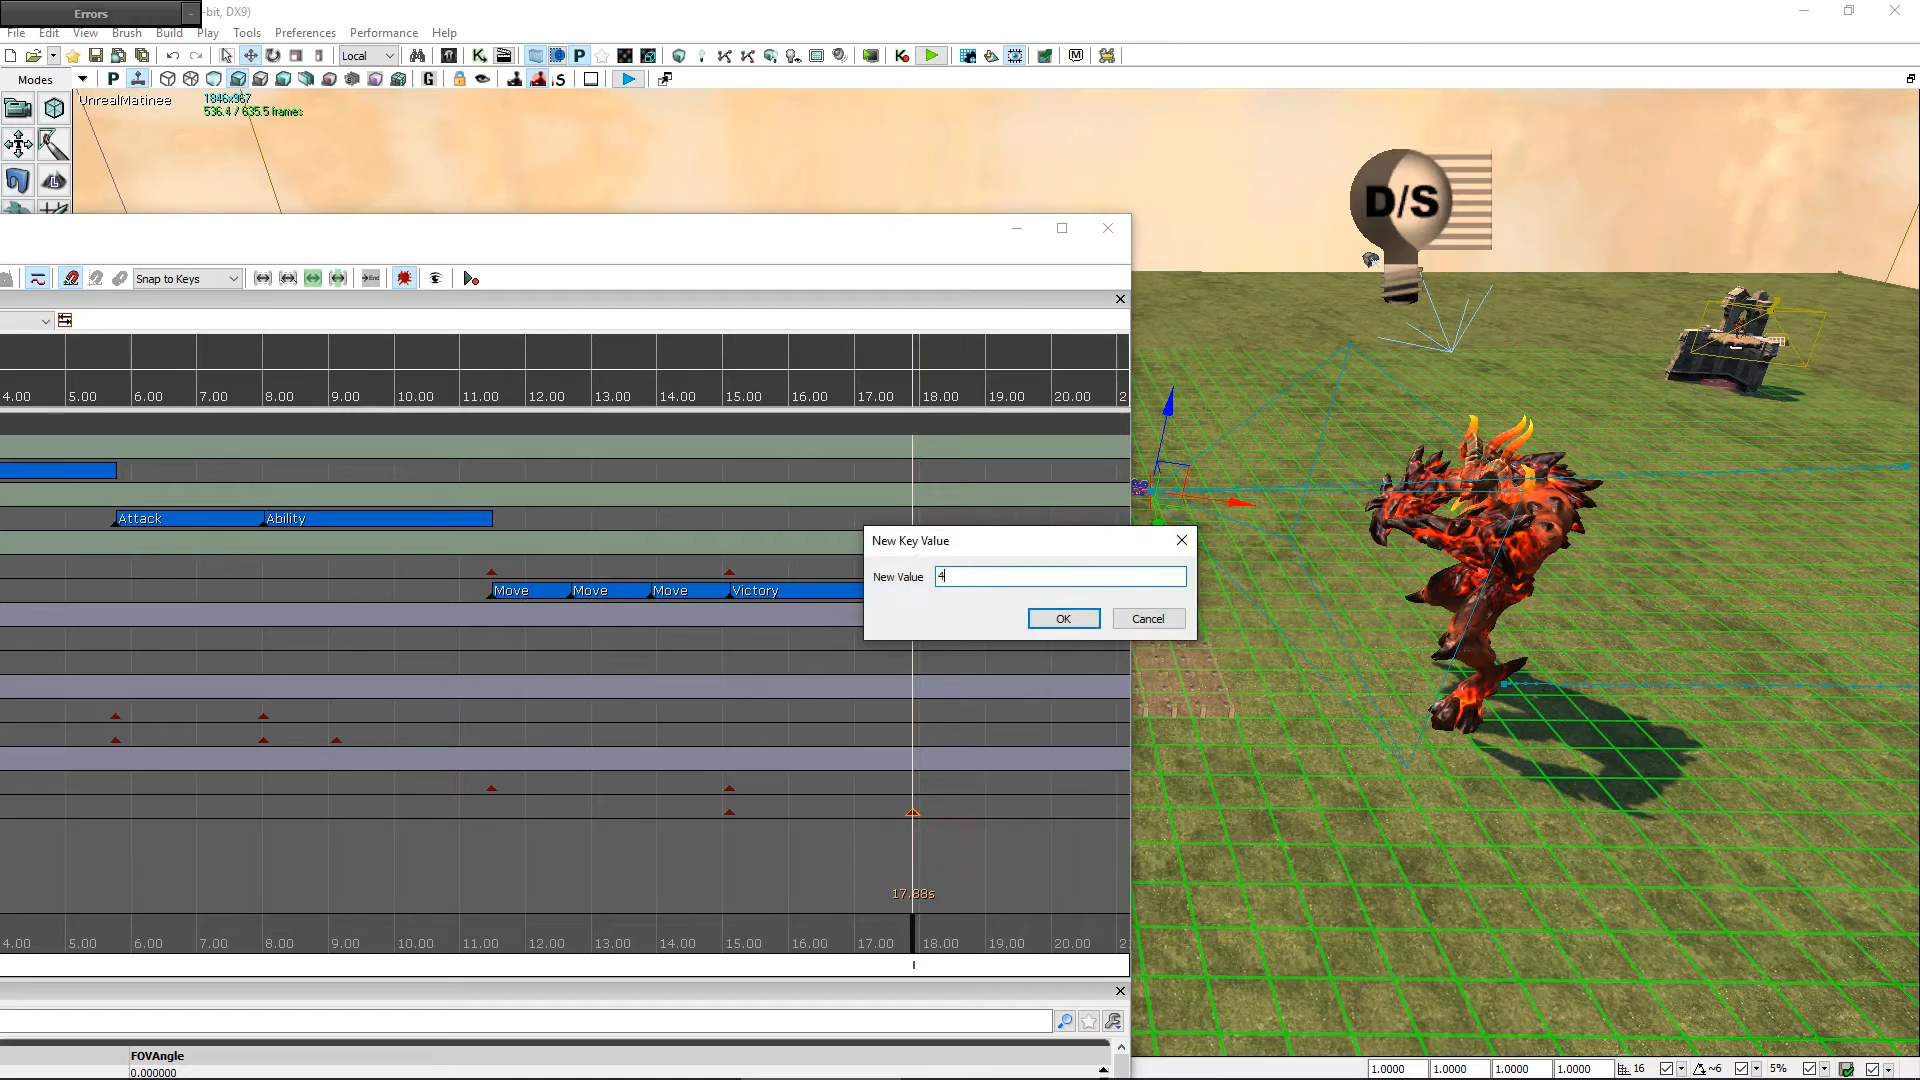 Errors
-
-bit, DX9)
File Edit View Brush Build Play Tools Preferences Performance Help
Local
Modes
UnrealMatinee
1846x967
536.4 / 635.5 frames
D/S
Snap to Keys
4.00 5.00 6.00 7.00 8.00 9.00 10.00 11.00 12.00 13.00 14.00 15.00 16.00 17.00 18.00 19.00 20.00 2
Attack Ability
New Key Value
New Value 4
Move Move Move Victory
OK Cancel
17.88s
4.00 5.00 6.00 7.00 8.00 9.00 10.00 11.00 12.00 13.00 14.00 15.00 16.00 17.00 18.00 19.00 20.00 2
FOVAngle
0.000000
1.0000 1.0000 1.0000 1.0000 16 ~6 5%